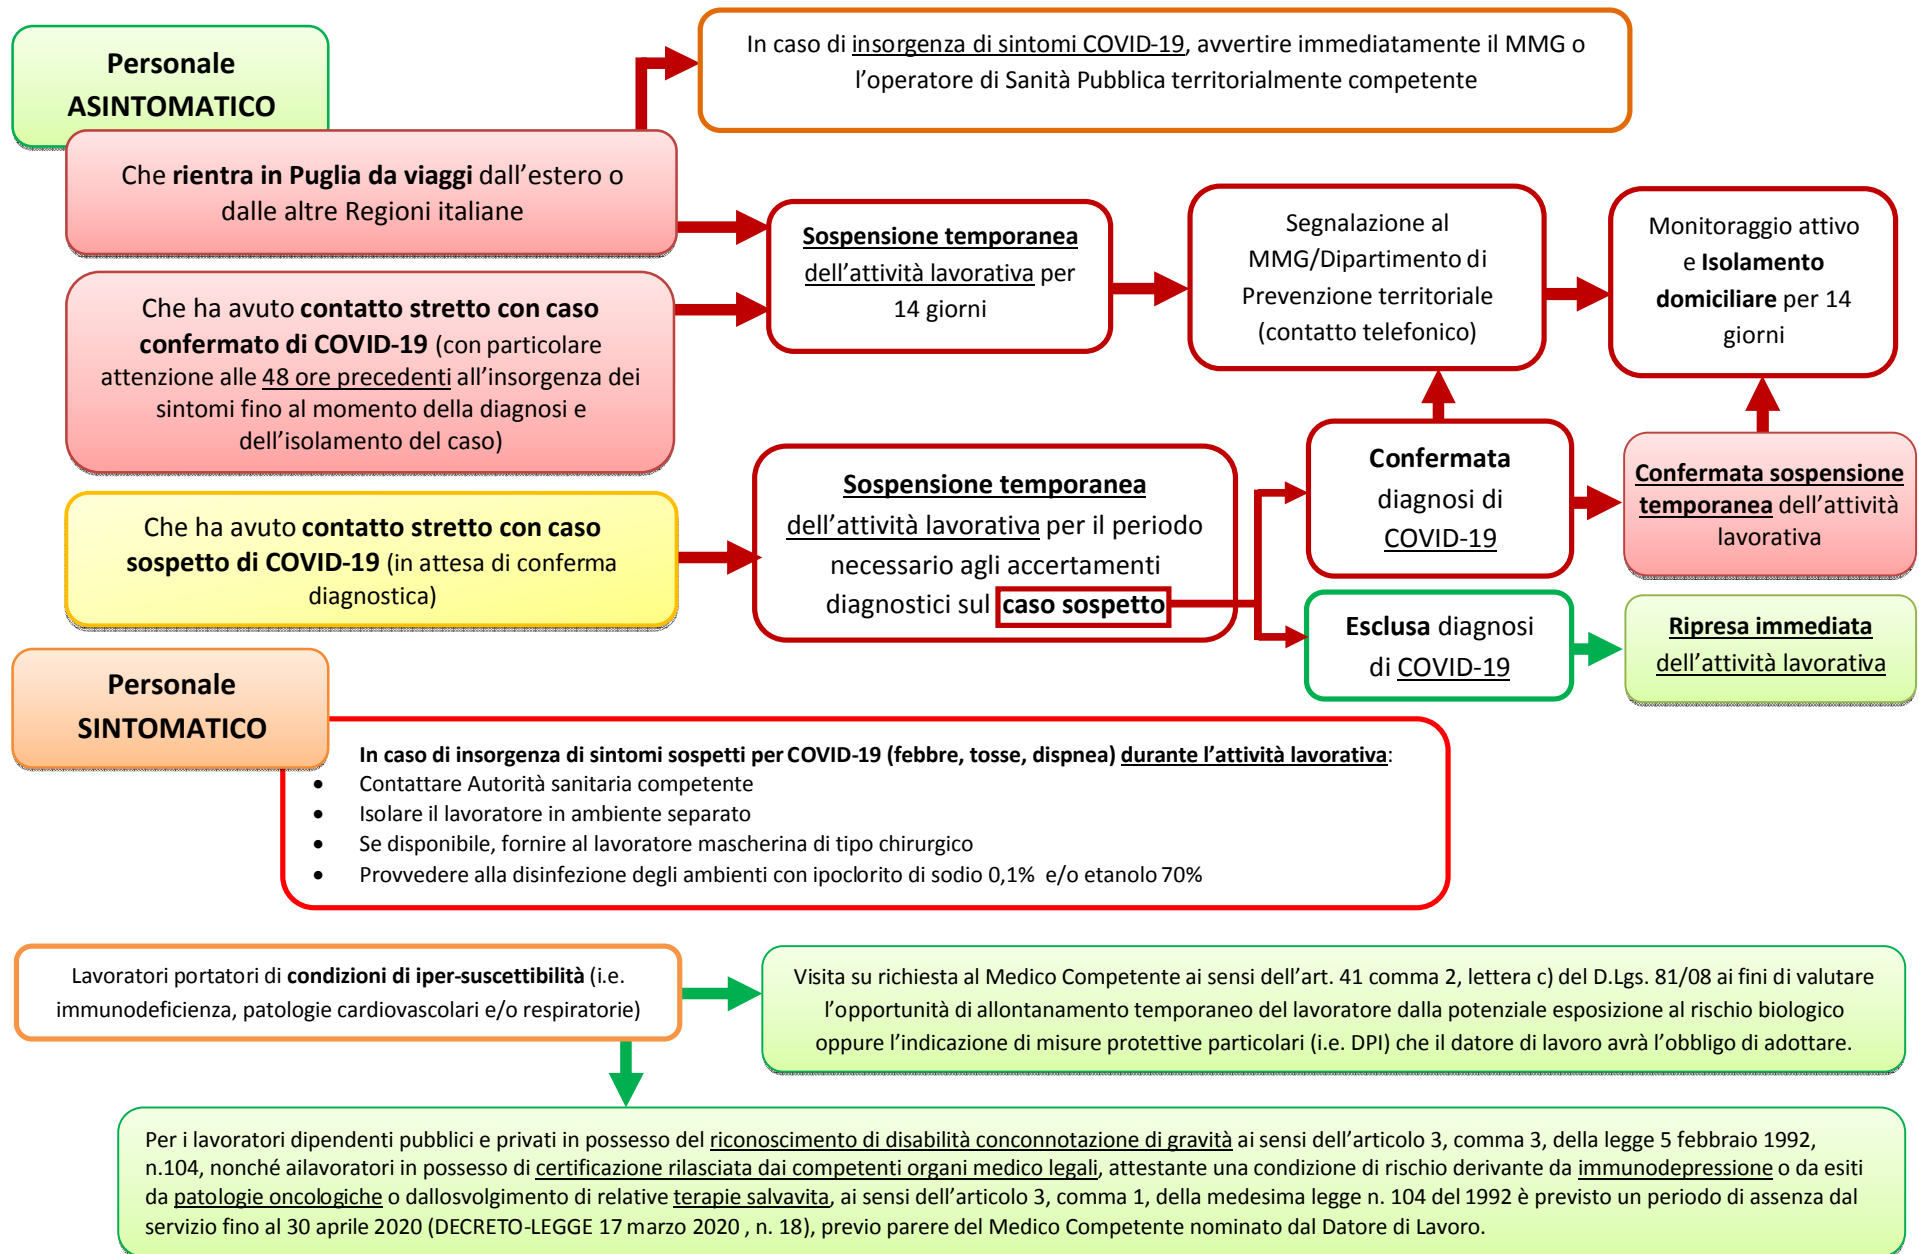 Personale
ASINTOMATICO
In caso di insorgenza di sintomi COVID-19, avvertire immediatamente il MMG o
l'operatore di Sanità Pubblica territorialmente competente
Che rientra in Puglia da viaggi dall'estero o
dalle altre Regioni italiane
Sospensione temporanea
dell'attività lavorativa per
14 giorni
Segnalazione al
MMG/Dipartimento di
Prevenzione territoriale
(contatto telefonico)
Monitoraggio attivo
e Isolamento
domiciliare per 14
giorni
Che ha avuto contatto stretto con caso
confermato di COVID-19 (con particolare
attenzione alle 48 ore precedenti all'insorgenza dei
sintomi fino al momento della diagnosi e
dell'isolamento del caso)
Che ha avuto contatto stretto con caso
sospetto di COVID-19 (in attesa di conferma
diagnostica)
Sospensione temporanea
dell'attività lavorativa per il periodo
necessario agli accertamenti
diagnostici sul caso sospetto
Confermata
diagnosi di
COVID-19
Confermata sospensione
temporanea dell'attività
lavorativa
Esclusa diagnosi
di COVID-19
Ripresa immediata
dell'attività lavorativa
Personale
SINTOMATICO
In caso di insorgenza di sintomi sospetti per COVID-19 (febbre, tosse, dispnea) durante l'attività lavorativa:
• Contattare Autorità sanitaria competente
• Isolare il lavoratore in ambiente separato
• Se disponibile, fornire al lavoratore mascherina di tipo chirurgico
• Provvedere alla disinfezione degli ambienti con ipoclorito di sodio 0,1% e/o etanolo 70%
Lavoratori portatori di condizioni di iper-suscettibilità (i.e.
immunodeficienza, patologie cardiovascolari e/o respiratorie)
Visita su richiesta al Medico Competente ai sensi dell'art. 41 comma 2, lettera c) del D.Lgs. 81/08 ai fini di valutare
l'opportunità di allontanamento temporaneo del lavoratore dalla potenziale esposizione al rischio biologico
oppure l'indicazione di misure protettive particolari (i.e. DPI) che il datore di lavoro avrà l'obbligo di adottare.
Per i lavoratori dipendenti pubblici e privati in possesso del riconoscimento di disabilità conconnotazione di gravità ai sensi dell'articolo 3, comma 3, della legge 5 febbraio 1992,
n.104, nonché ailavoratori in possesso di certificazione rilasciata dai competenti organi medico legali, attestante una condizione di rischio derivante da immunodepressione o da esiti
da patologie oncologiche o dallosvolgimento di relative terapie salvavita, ai sensi dell'articolo 3, comma 1, della medesima legge n. 104 del 1992 è previsto un periodo di assenza dal
servizio fino al 30 aprile 2020 (DECRETO-LEGGE 17 marzo 2020 , n. 18), previo parere del Medico Competente nominato dal Datore di Lavoro.